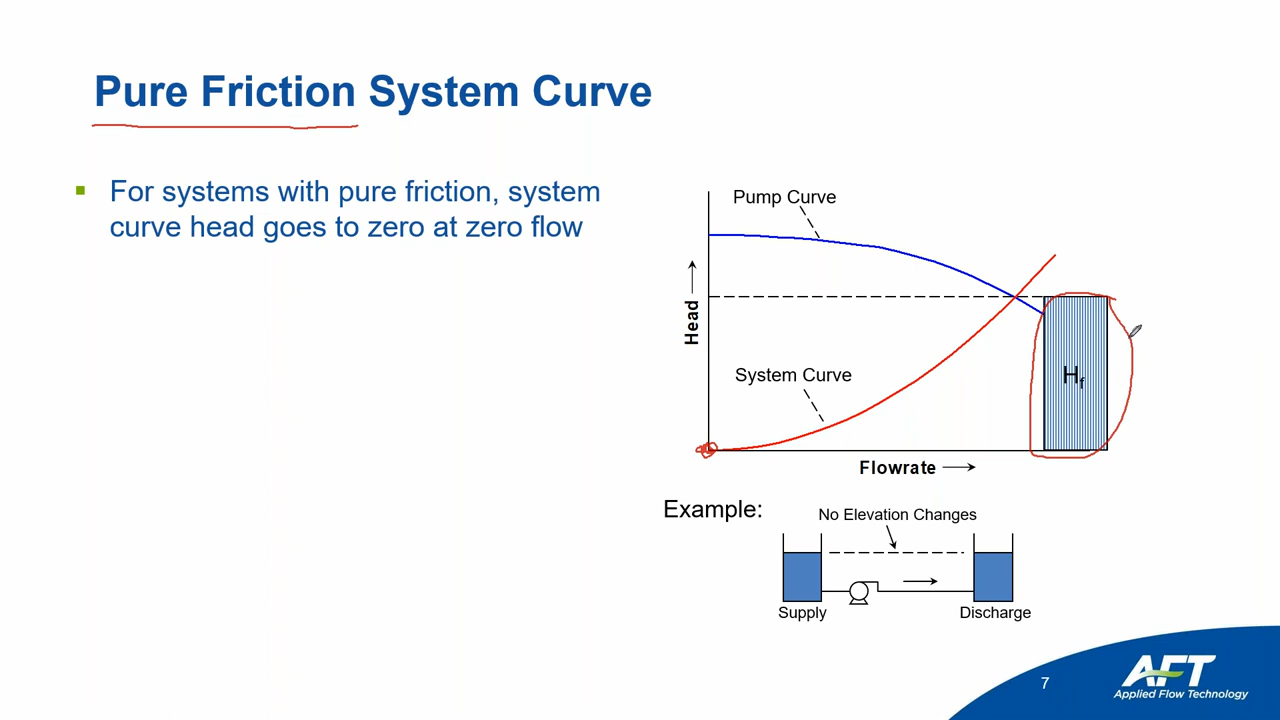 Pure Friction System Curve
For systems with pure friction, system
curve head goes to zero at zero flow
Pump Curve
Head
System Curve
Hf
Flowrate
Example:
No Elevation Changes
Supply
Discharge
7
AFT
Applied Flow Technology